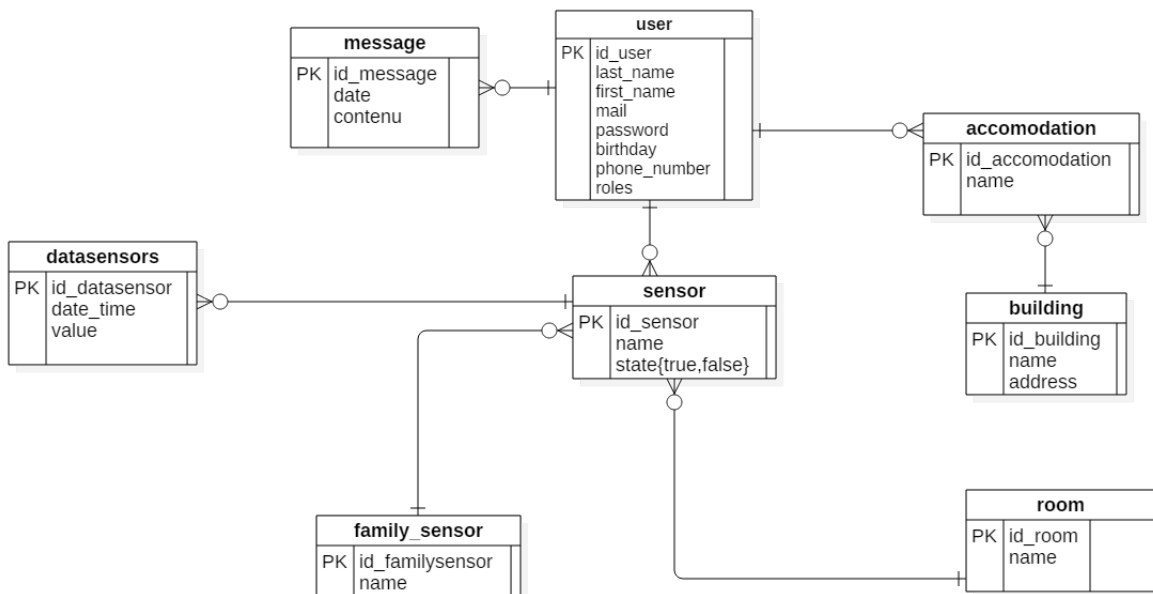 message
PK id_message
date
contenu
user
PK id_user
last_name
first_name
mail
password
birthday
phone_number
roles
accomodation
PK id_accomodation
name
datasensors
PK id_datasensor
date_time
value
sensor
PK id_sensor
name
state{true,false}
building
PK id_building
name
address
family_sensor
PK id_familysensor
name
room
PK id_room
name